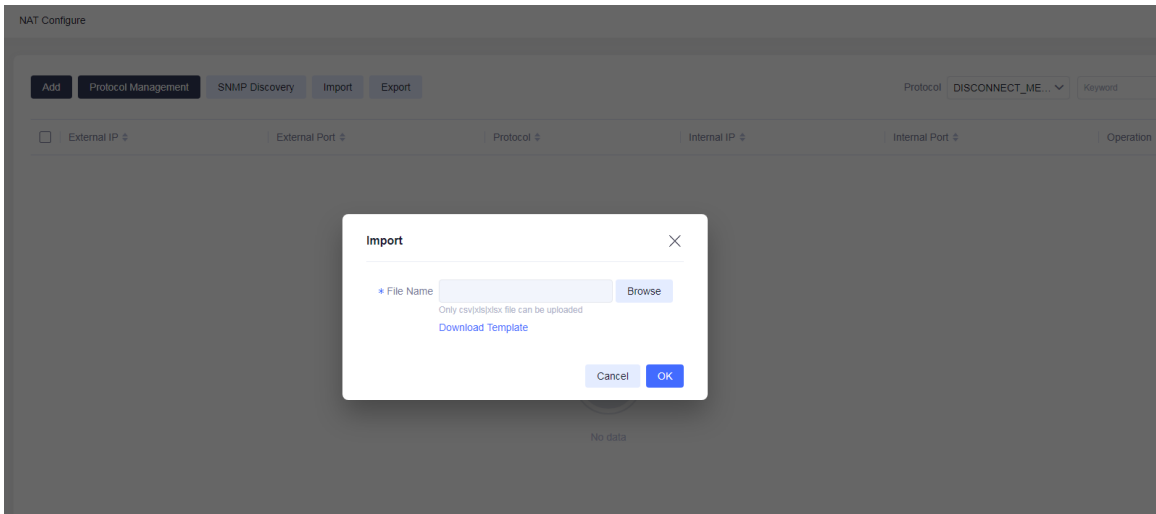 NAT Configure
Add Protocol Management SNMP Discovery Import Export Protocol DISCONNECT_ME... Keyword
External IP External Port Protocol Internal IP Internal Port Operation
Import
* File Name Browse
Only csv|xls|xlsx file can be uploaded
Download Template
Cancel OK
No data